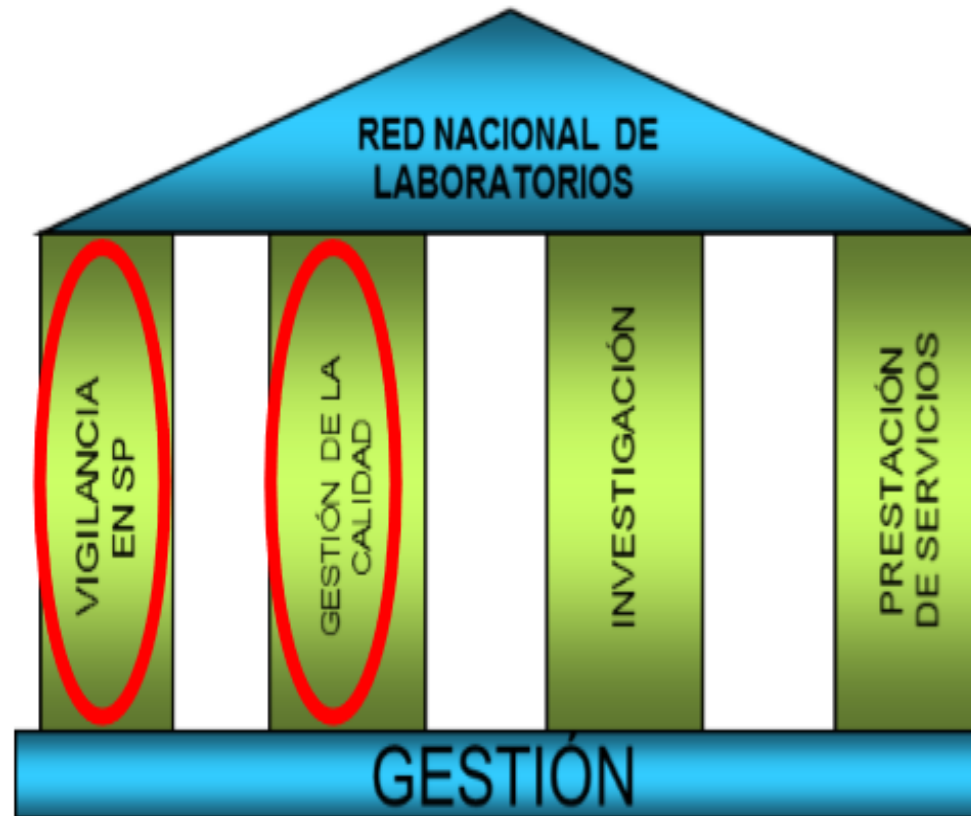 RED NACIONAL DE
LABORATORIOS
VIGILANCIA
EN SP
GESTIÓN DE LA
CALIDAD
INVESTIGACIÓN
PRESTACIÓN
DE SERVICIOS
GESTIÓN